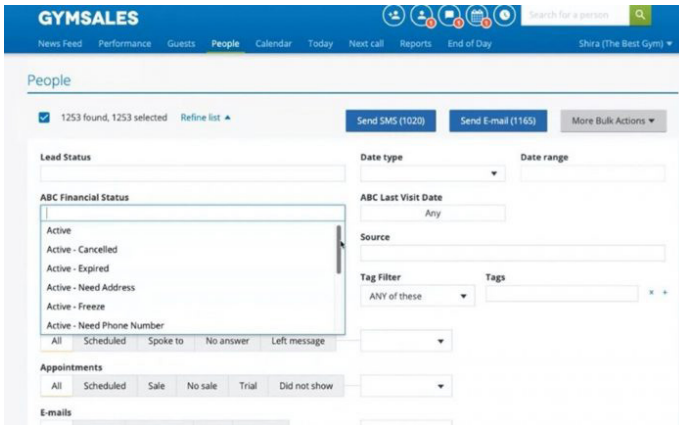 GYMSALES
Search for a person
News Feed Performance Guests People Calendar Today Next call Reports End of Day Shira (The Best Gym)
People
1253 found, 1253 selected Refine list Send SMS (1020) Send E-mail (1165) More Bulk Actions
Lead Status Date type Date range
ABC Financial Status ABC Last Visit Date
Any
Active Source
Active - Cancelled
Active - Expired Tag Filter Tags
Active - Need Address ANY of these
Active - Freeze
Active - Need Phone Number
All Scheduled Spoke to No answer Left message
Appointments
All Scheduled Sale No sale Trial Did not show
E-mails